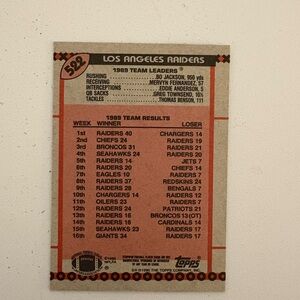 522
LOS ANGELES RAIDERS
1989 TEAM LEADERS
RUSHING BO JACKSON, 950 yds
RECEIVING MERVYN FERNANDEZ, 57
INTERCEPTIONS EDDIE ANDERSON, 5
QB SACKS GREG TOWNSEND, 10½
TACKLES THOMAS BENSON, 111
1989 TEAM RESULTS
WEEK WINNER LOSER
1st RAIDERS 40 CHARGERS 14
2nd CHIEFS 24 RAIDERS 19
3rd BRONCOS 31 RAIDERS 21
4th SEAHAWKS 24 RAIDERS 20
5th RAIDERS 14 JETS 7
6th RAIDERS 20 CHIEFS 14
7th EAGLES 10 RAIDERS 7
8th RAIDERS 37 REDSKINS 24
9th RAIDERS 28 BENGALS 7
10th CHARGERS 14 RAIDERS 12
11th OILERS 23 RAIDERS 7
12th RAIDERS 24 PATRIOTS 21
13th RAIDERS 16 BRONCOS 13 (OT)
14th RAIDERS 16 CARDINALS 14
15th SEAHAWKS 23 RAIDERS 17
16th GIANTS 34 RAIDERS 17
TOPPS